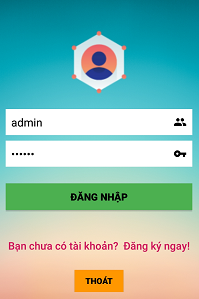 admin
••••••
ĐĂNG NHẬP
Bạn chưa có tài khoản? Đăng ký ngay!
THOÁT